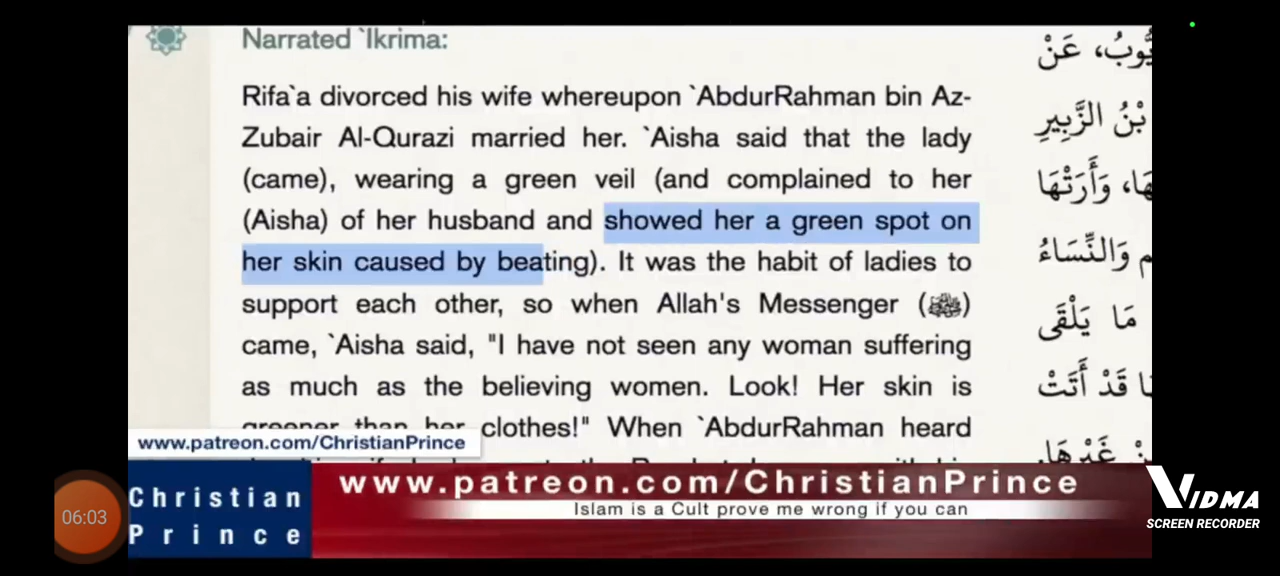 Narrated `Ikrima:
Rifa`a divorced his wife whereupon `AbdurRahman bin Az-
Zubair Al-Qurazi married her. `Aisha said that the lady
(came), wearing a green veil (and complained to her
(Aisha) of her husband and showed her a green spot on
her skin caused by beating). It was the habit of ladies to
support each other, so when Allah's Messenger (ﷺ)
came, `Aisha said, "I have not seen any woman suffering
as much as the believing women. Look! Her skin is
greener than her clothes!" When `AbdurRahman heard
يُّوبُ، عَنْ
بْنُ الزَّبِيرِ
هَا، وَأَرَتْهَا
م وَالنِّسَاءُ
مَا يَلْقَى
ا قَدْ أَتَتْ
نْ غَيْرِهَا.
www.patreon.com/ChristianPrince
www.patreon.com/ChristianPrince
Islam is a Cult prove me wrong if you can
Christian
Prince
06:03
VIDMA
SCREEN RECORDER